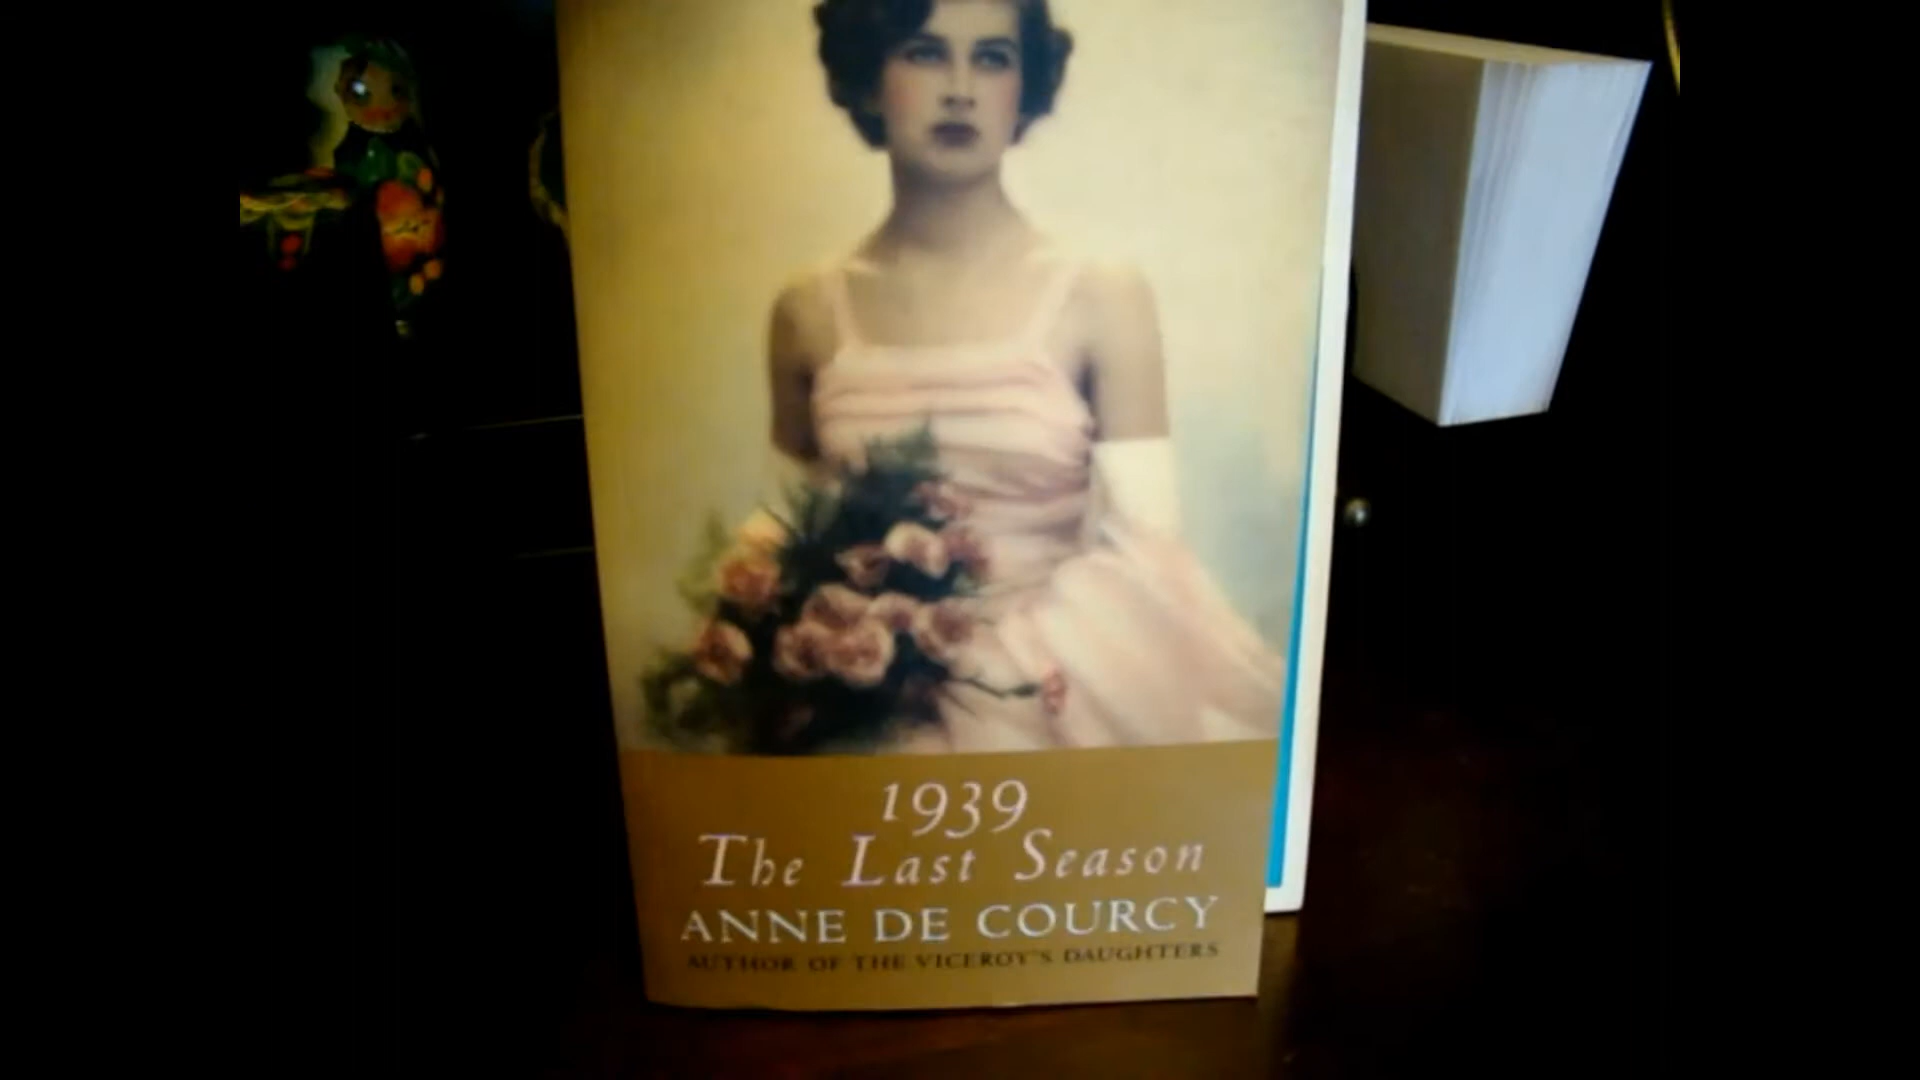 1939
The Last Season
ANNE DE COURCY
AUTHOR OF THE VICEROY'S DAUGHTERS